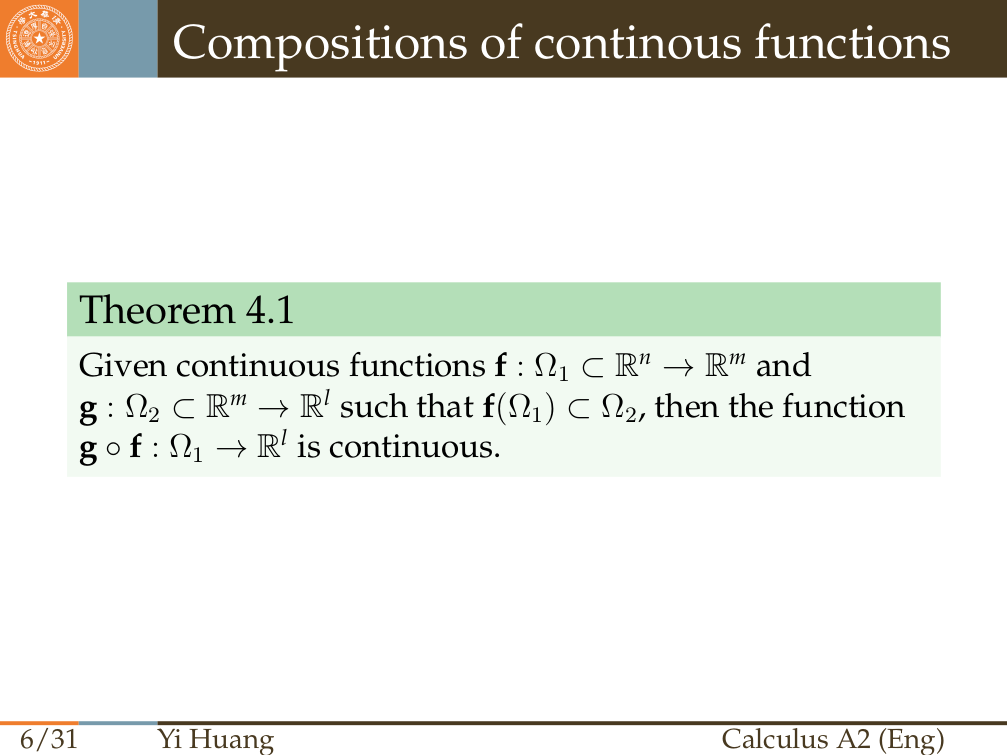 Compositions of continous functions
Theorem 4.1
Given continuous functions f : Ω₁ ⊂ ℝⁿ → ℝᵐ and
g : Ω₂ ⊂ ℝᵐ → ℝˡ such that f(Ω₁) ⊂ Ω₂, then the function
g ∘ f : Ω₁ → ℝˡ is continuous.
6/31 Yi Huang Calculus A2 (Eng)